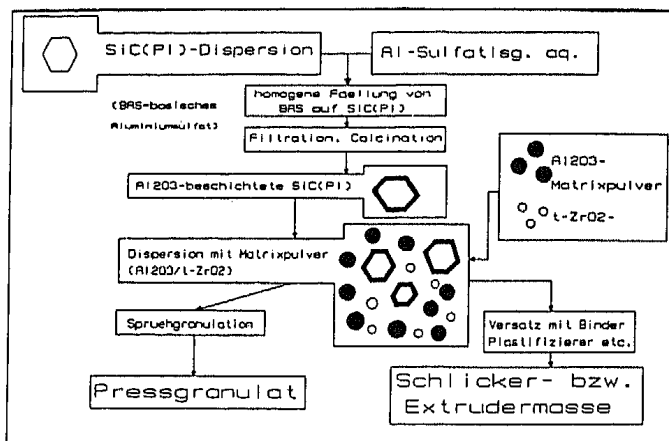 SiC(Pl)-Dispersion
Al-Sulfatlsg. aq.
homogene Faellung von
BAS auf SiC(Pl)
(BAS-basisches
Aluminiumsulfat)
Filtration, Calcination
Al2O3-beschichtete SiC(Pl)
Al2O3-
Matrixpulver
t-ZrO2-
Dispersion mit Matrixpulver
(Al2O3/t-ZrO2)
Spruehgranulation
Versatz mit Binder
Plastifizierer etc.
Pressgranulat
Schlicker- bzw.
Extrudermasse